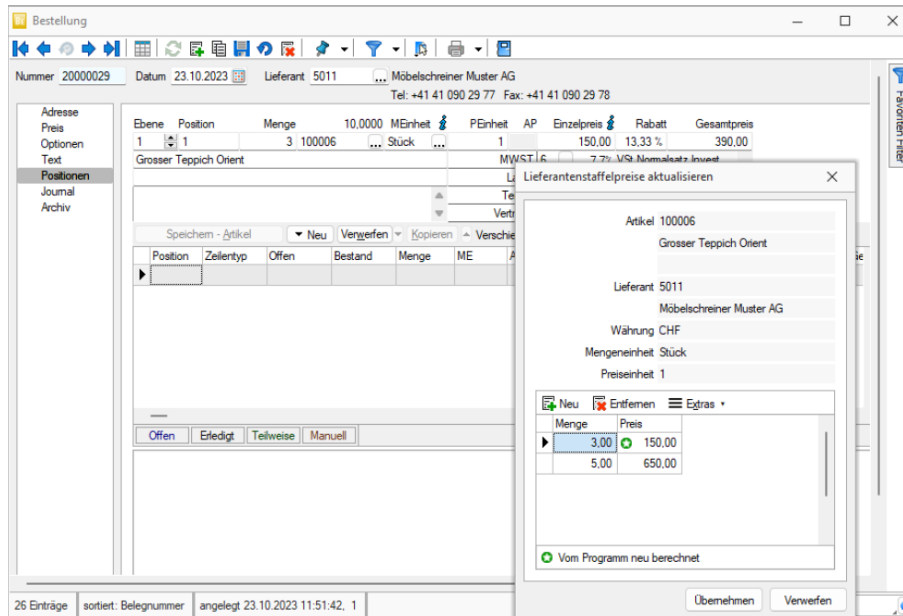 Bestellung
Nummer 20000029 Datum 23.10.2023 Lieferant 5011 ... Möbelschreiner Muster AG
Tel: +41 41 090 29 77 Fax: +41 41 090 29 78
Favoriten Filter
Adresse
Preis
Optionen
Text
Positionen
Journal
Archiv
Ebene Position Menge 10,0000 MEinheit PEinheit AP Einzelpreis Rabatt Gesamtpreis
1 1 3 100006 ... Stück ... 1 150,00 13,33 % 390,00
Grosser Teppich Orient MWST 6 7,7% VSt Normalsatz Invest
Speichern - Artikel Neu Verwerfen Kopieren Verschie
Position Zeilentyp Offen Bestand Menge ME
Offen Erledigt Teilweise Manuell
Lieferantenstaffelpreise aktualisieren
Artikel 100006
Grosser Teppich Orient
Lieferant 5011
Möbelschreiner Muster AG
Währung CHF
Mengeneinheit Stück
Preiseinheit 1
Neu Entfernen Extras
Menge Preis
3,00 150,00
5,00 650,00
Vom Programm neu berechnet
Übernehmen Verwerfen
26 Einträge sortiert: Belegnummer angelegt 23.10.2023 11:51:42, 1